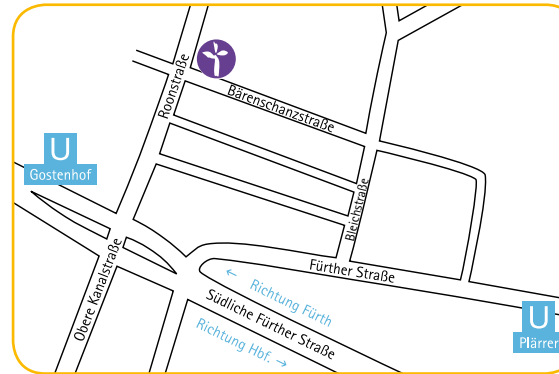 Roonstraße
Bärenschanzstraße
U
Gostenhof
Bleichstraße
Obere Kanalstraße
Fürther Straße
← Richtung Fürth
Südliche Fürther Straße
Richtung Hbf. →
U
Plärrer